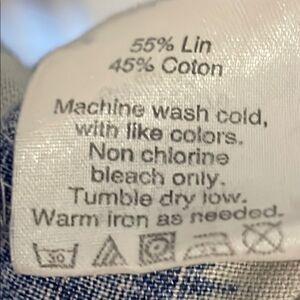 55% Lin
45% Coton
Machine wash cold,
with like colors.
Non chlorine
bleach only.
Tumble dry low.
Warm iron as needed.
30